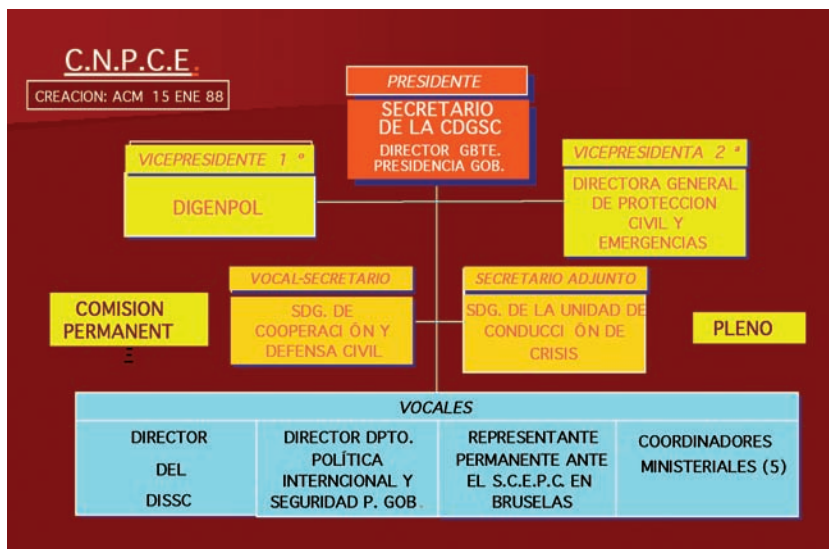 C.N.P.C.E.
CREACION: ACM 15 ENE 88
PRESIDENTE
SECRETARIO
DE LA CDGSC
DIRECTOR GBTE.
PRESIDENCIA GOB.
VICEPRESIDENTE 1 º
DIGENPOL
VICEPRESIDENTA 2 ª
DIRECTORA GENERAL
DE PROTECCION
CIVIL Y
EMERGENCIAS
VOCAL-SECRETARIO
SDG. DE
COOPERACI ÓN Y
DEFENSA CIVIL
SECRETARIO ADJUNTO
SDG. DE LA UNIDAD DE
CONDUCCI ÓN DE
CRISIS
COMISION
PERMANENT
E
PLENO
VOCALES
DIRECTOR
DEL
DISSC
DIRECTOR DPTO.
POLÍTICA
INTERNCIONAL Y
SEGURIDAD P. GOB.
REPRESENTANTE
PERMANENTE ANTE
EL S.C.E.P.C. EN
BRUSELAS
COORDINADORES
MINISTERIALES (5)